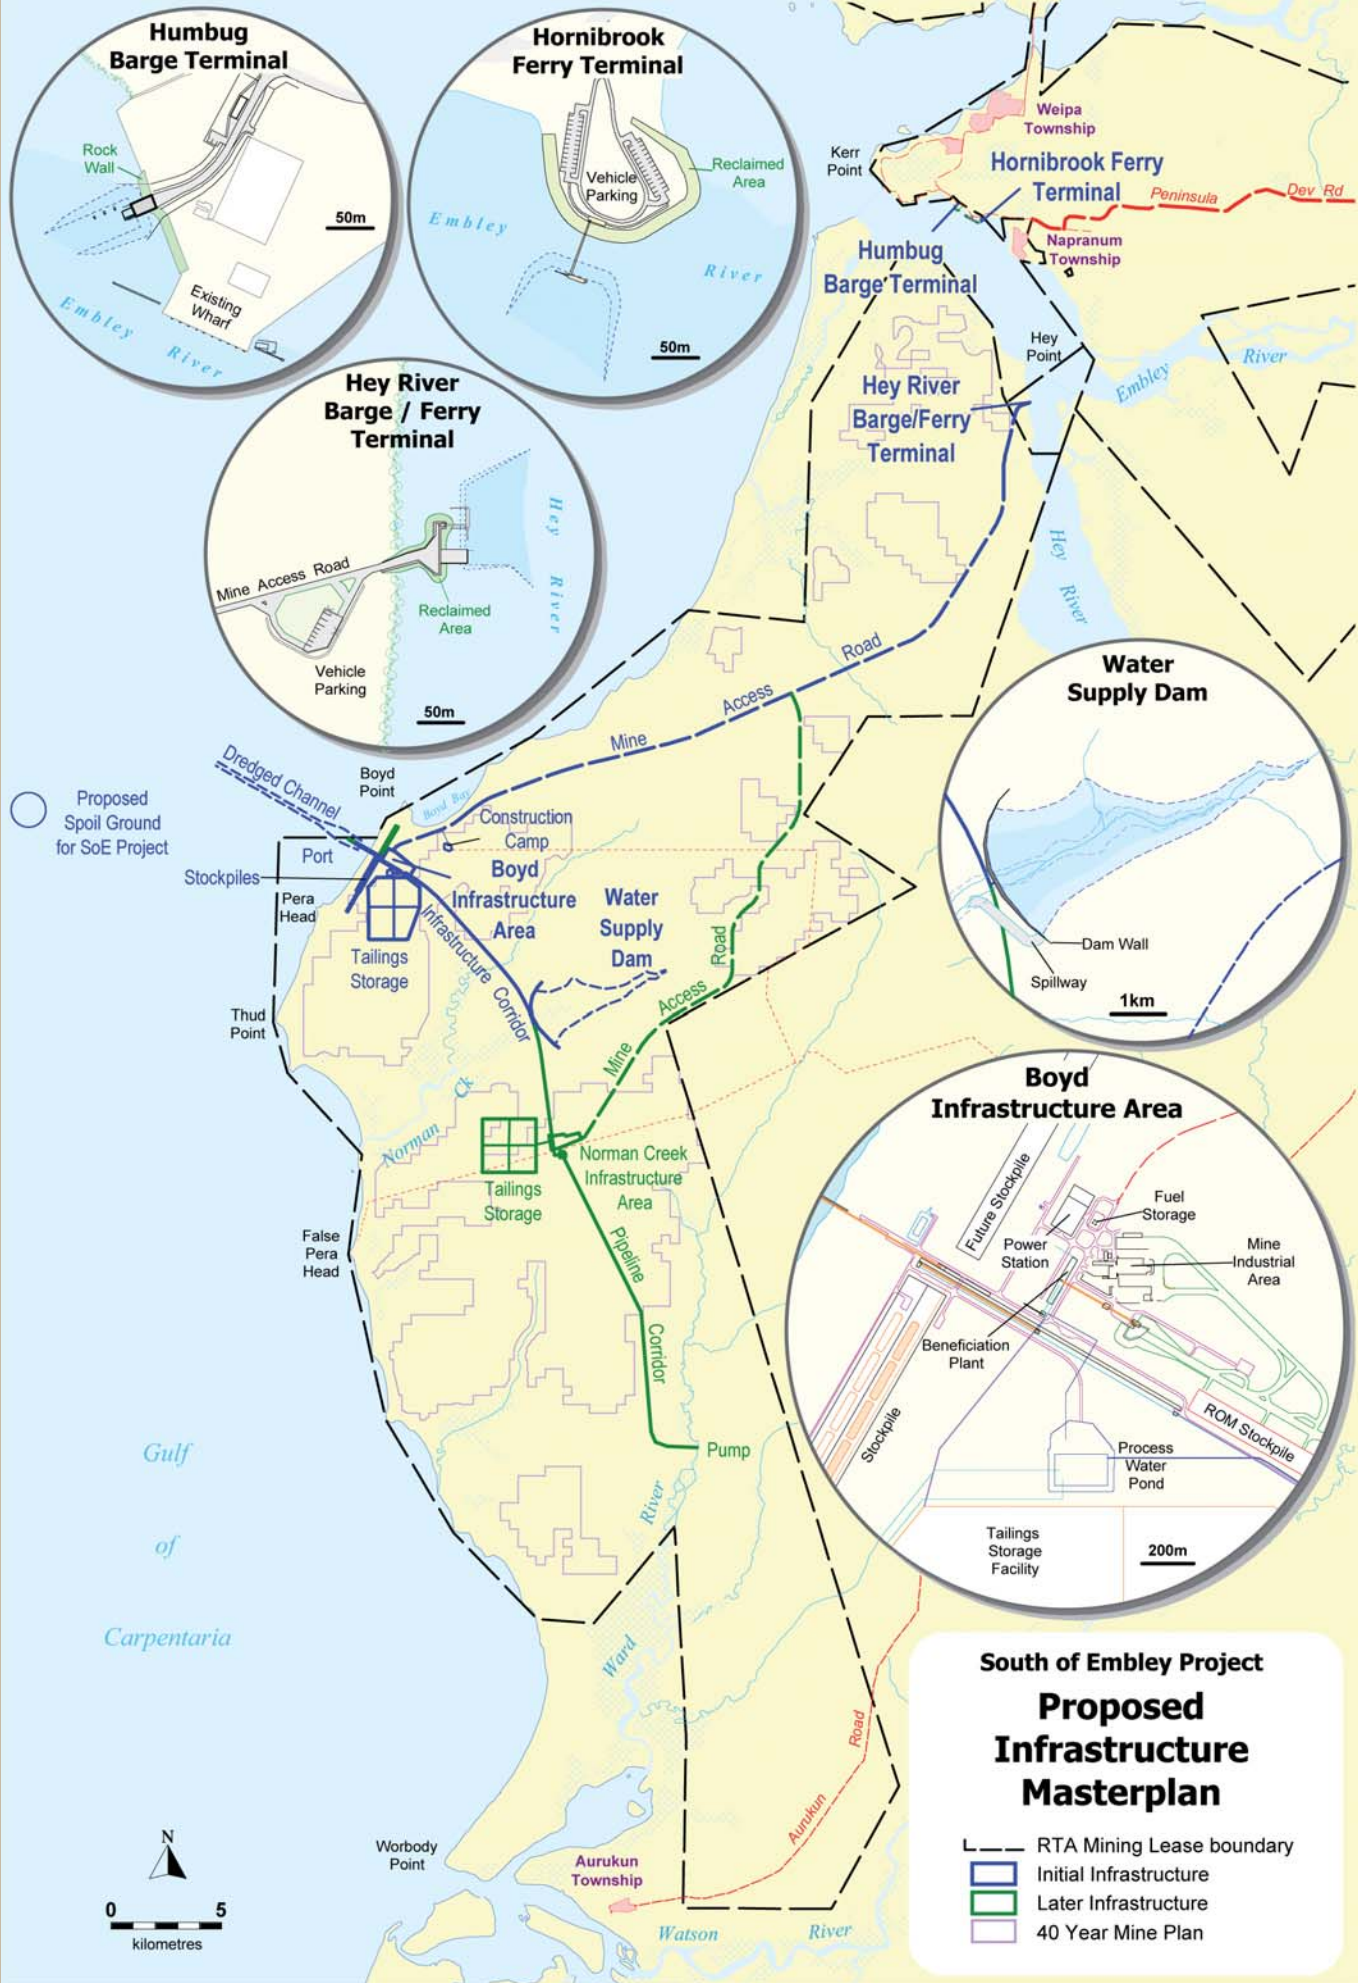 Humbug
Barge Terminal
Rock
Wall
50m
Existing
Wharf
Embley River
Hornibrook
Ferry Terminal
Vehicle
Parking
Reclaimed
Area
Embley
River
50m
Hey River
Barge / Ferry
Terminal
Hey River
Mine Access Road
Reclaimed
Area
Vehicle
Parking
50m
Weipa
Township
Kerr
Point
Hornibrook Ferry
Terminal
Peninsula Dev Rd
Napranum
Township
Humbug
Barge Terminal
Hey
Point
Embley River
Hey River
Barge/Ferry
Terminal
Hey River
Mine Access Road
Water
Supply Dam
Dam Wall
Spillway
1km
Dredged Channel
Boyd
Point
Boyd Bay
Proposed
Spoil Ground
for SoE Project
Construction
Camp
Port
Stockpiles
Boyd
Infrastructure
Area
Pera
Head
Tailings
Storage
Infrastructure Corridor
Water
Supply
Dam
Mine Access Road
Thud
Point
Norman Ck
Norman Creek
Infrastructure
Area
Tailings
Storage
False
Pera
Head
Pipeline Corridor
Pump
Boyd
Infrastructure Area
Future Stockpile
Fuel
Storage
Power
Station
Mine
Industrial
Area
Beneficiation
Plant
Stockpile
ROM Stockpile
Process
Water
Pond
Tailings
Storage
Facility
200m
Gulf
of
Carpentaria
Ward River
Aurukun Road
Worbody
Point
Aurukun
Township
Watson River
N
0 5
kilometres
South of Embley Project
Proposed
Infrastructure
Masterplan
RTA Mining Lease boundary
Initial Infrastructure
Later Infrastructure
40 Year Mine Plan